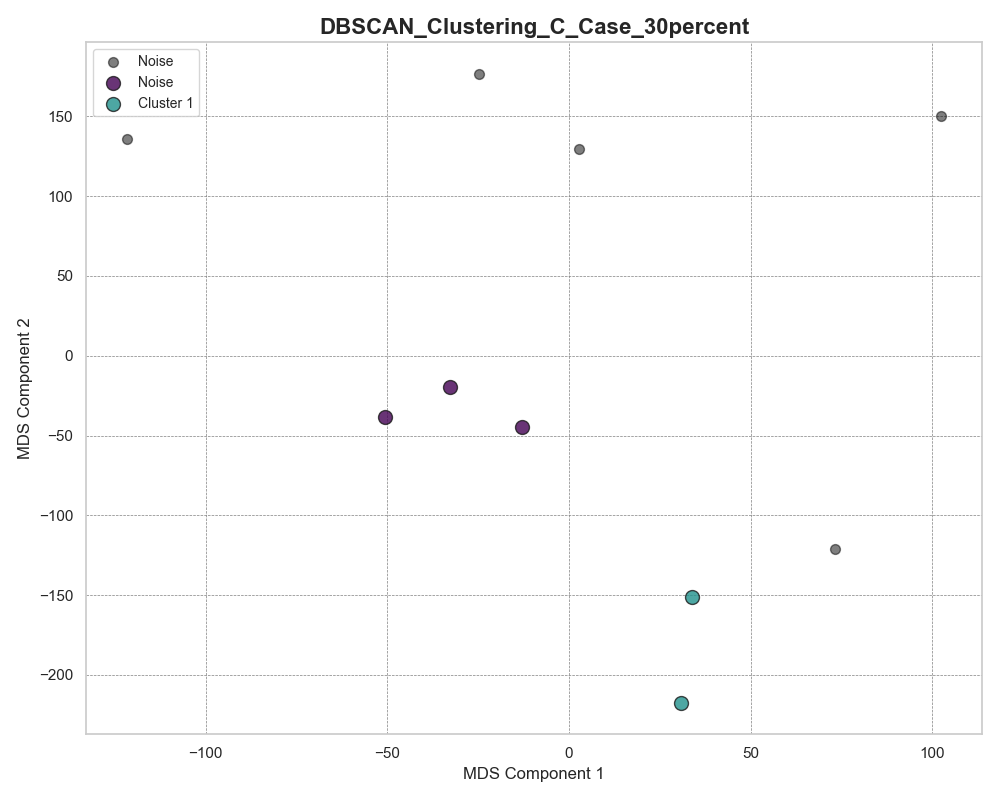 DBSCAN_Clustering_C_Case_30percent
Noise
Noise
Cluster 1
150
100
50
0
−50
−100
−150
−200
MDS Component 2
−100
−50
0
50
100
MDS Component 1